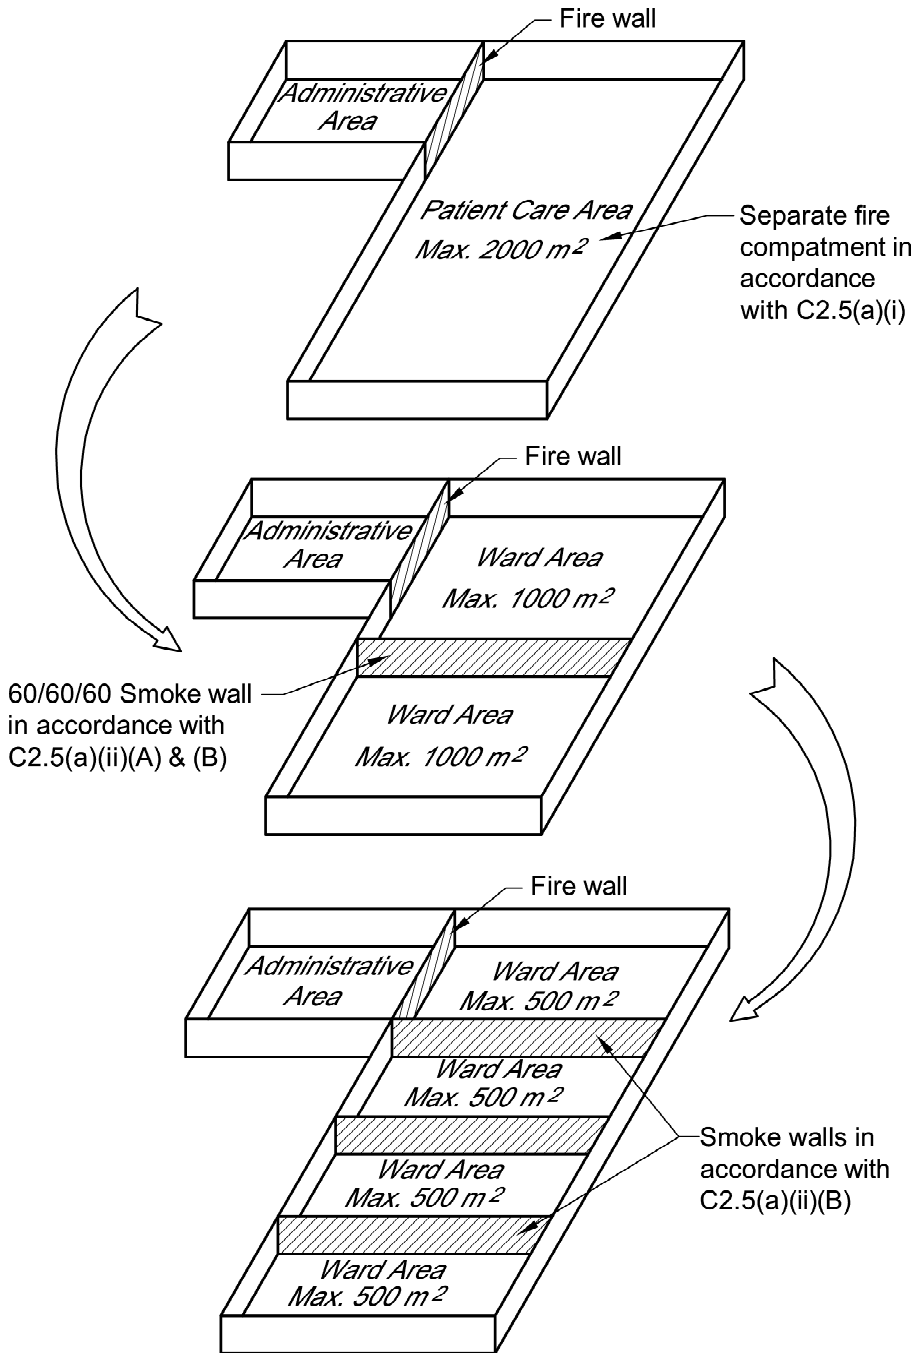 Fire wall
Administrative
Area
Patient Care Area
Max. 2000 m²
Separate fire
compatment in
accordance
with C2.5(a)(i)
Fire wall
Administrative
Area
Ward Area
Max. 1000 m²
60/60/60 Smoke wall
in accordance with
C2.5(a)(ii)(A) & (B)
Ward Area
Max. 1000 m²
Fire wall
Administrative
Area
Ward Area
Max. 500 m²
Ward Area
Max. 500 m²
Smoke walls in
accordance with
C2.5(a)(ii)(B)
Ward Area
Max. 500 m²
Ward Area
Max. 500 m²